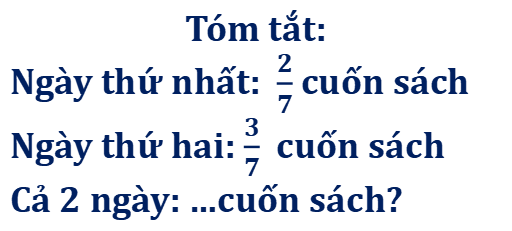 Tóm tắt:
Ngày thứ nhất: 2/7 cuốn sách
Ngày thứ hai: 3/7 cuốn sách
Cả 2 ngày: ...cuốn sách?